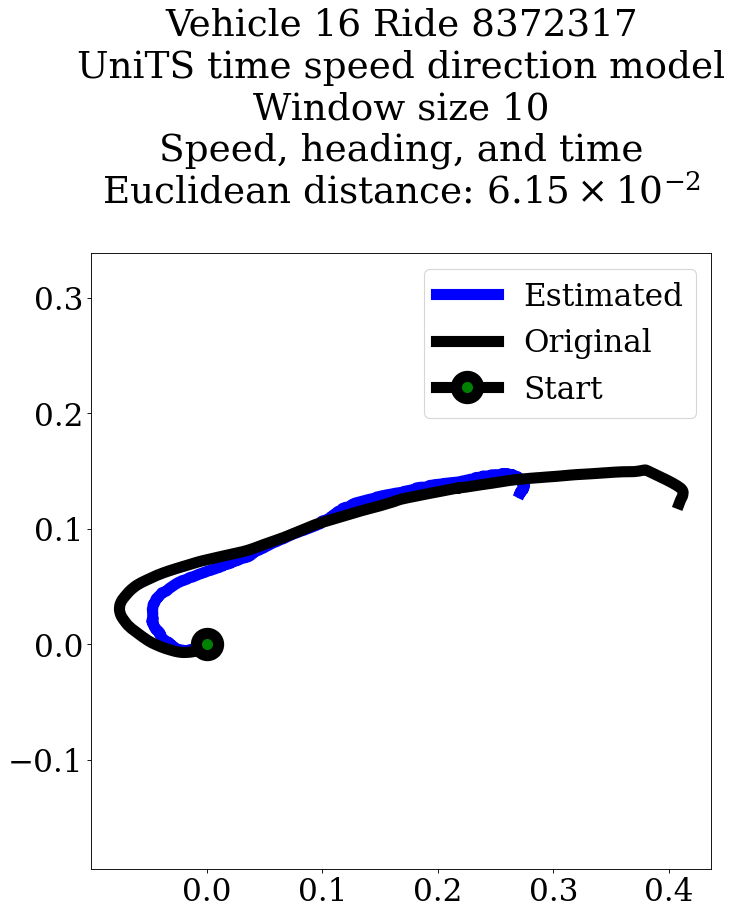 Vehicle 16 Ride 8372317
UniTS time speed direction model
Window size 10
Speed, heading, and time
Euclidean distance: 6.15 × 10⁻²
Estimated
Original
Start
0.3
0.2
0.1
0.0
−0.1
0.0 0.1 0.2 0.3 0.4